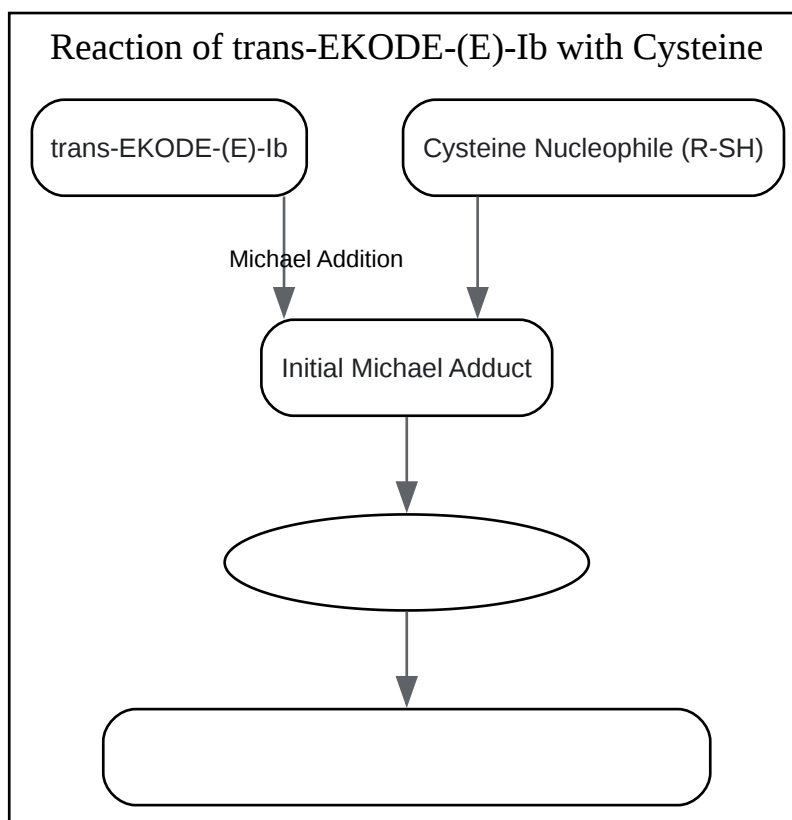 Reaction of trans-EKODE-(E)-Ib with Cysteine
trans-EKODE-(E)-Ib
Cysteine Nucleophile (R-SH)
Michael Addition
Initial Michael Adduct